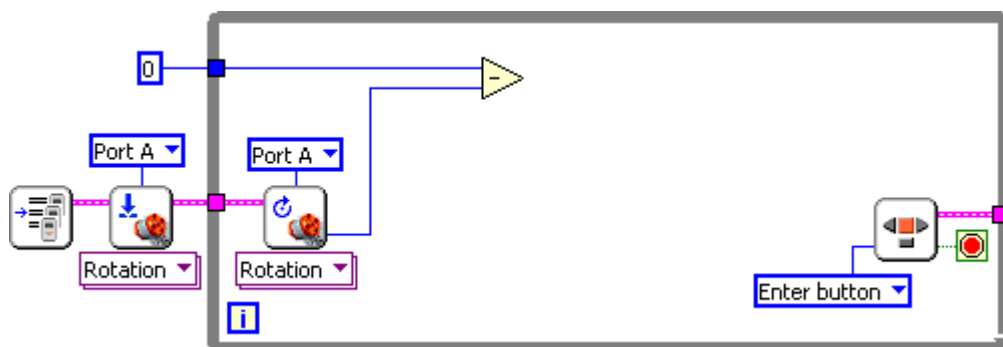 0
-
Port A
Port A
Rotation
Rotation
Enter button
i